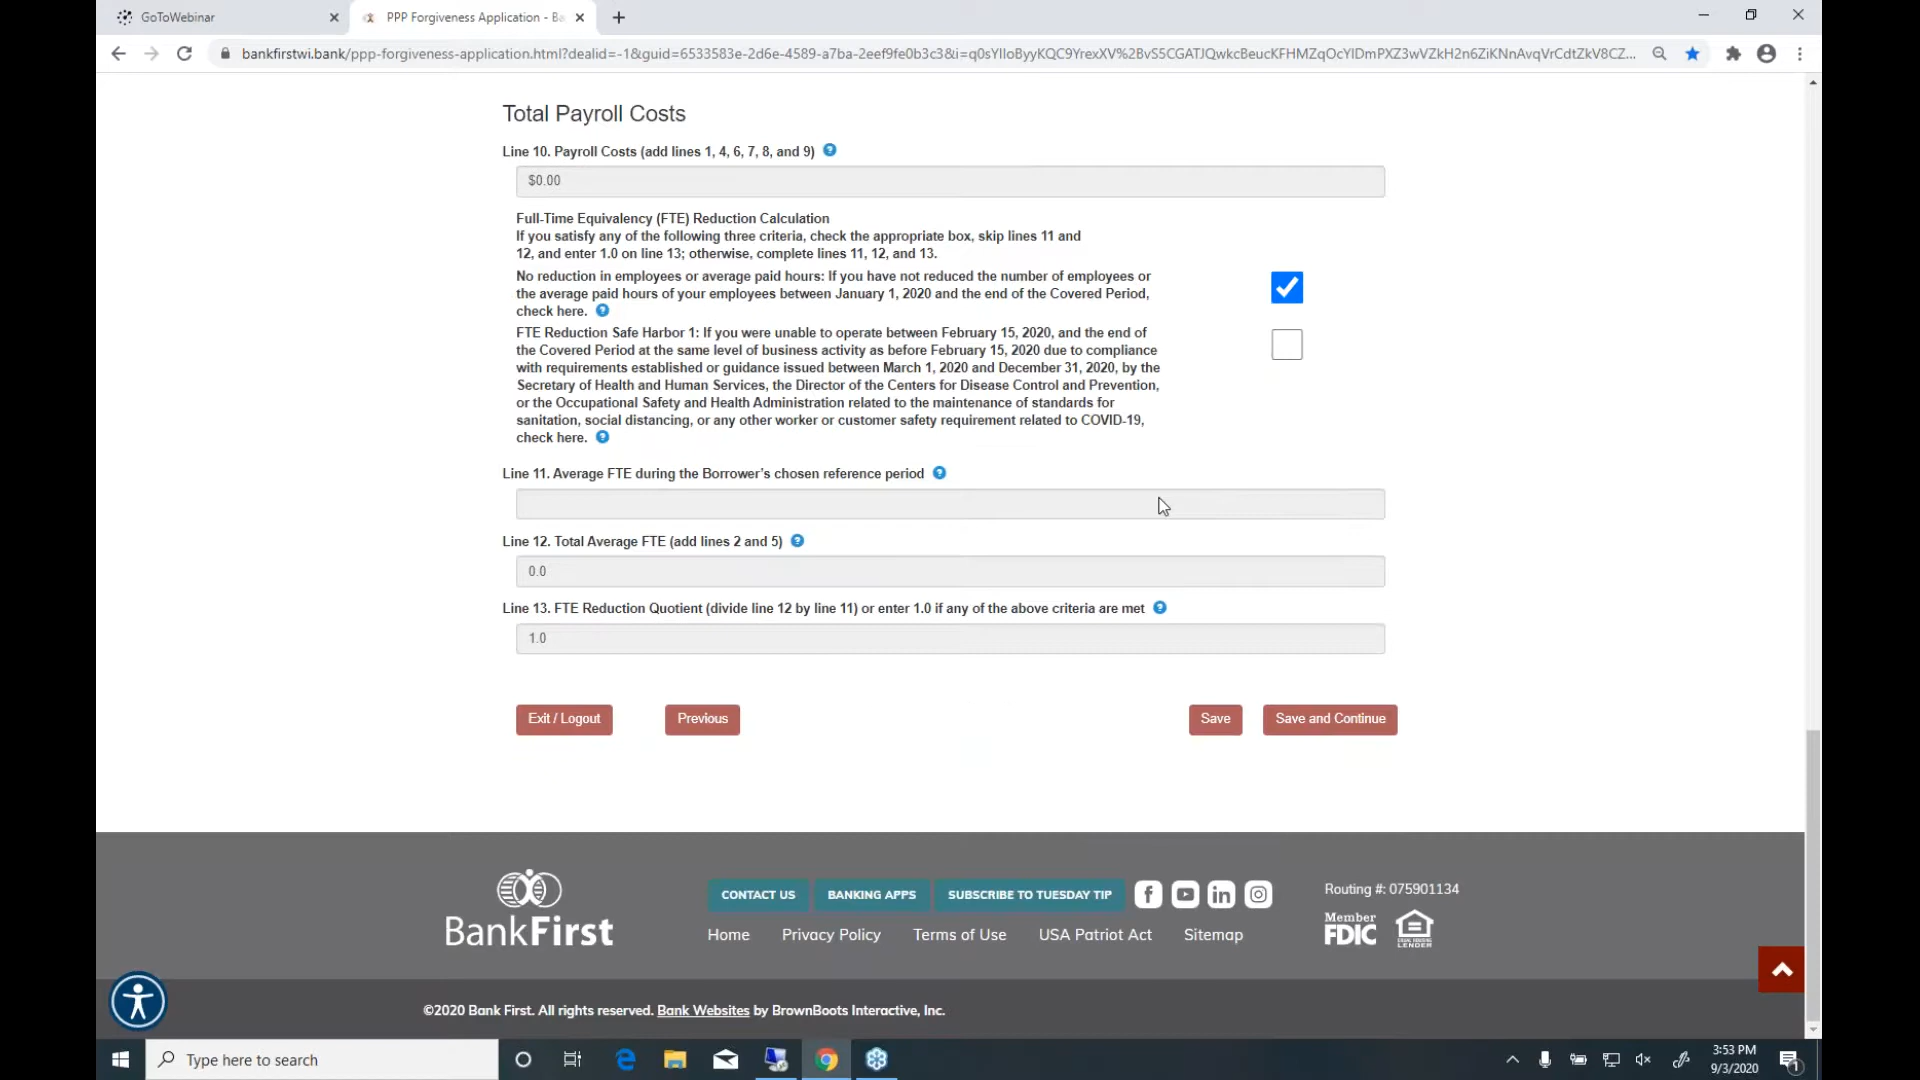 GoToWebinar
PPP Forgiveness Application - Ba
bankfirstwi.bank/ppp-forgiveness-application.html?dealid=-1&guid=6533583e-2d6e-4589-a7ba-2eef9fe0b3c3&i=
Total Payroll Costs
Line 10. Payroll Costs (add lines 1, 4, 6, 7, 8, and 9) ?
$0.00
Full-Time Equivalency (FTE) Reduction Calculation
If you satisfy any of the following three criteria, check the appropriate box, skip lines 11 and
12, and enter 1.0 on line 13; otherwise, complete lines 11, 12, and 13.
No reduction in employees or average paid hours: If you have not reduced the number of employees or
the average paid hours of your employees between January 1, 2020 and the end of the Covered Period,
check here. ?
FTE Reduction Safe Harbor 1: If you were unable to operate between February 15, 2020, and the end of
the Covered Period at the same level of business activity as before February 15, 2020 due to compliance
with requirements established or guidance issued between March 1, 2020 and December 31, 2020, by the
Secretary of Health and Human Services, the Director of the Centers for Disease Control and Prevention,
or the Occupational Safety and Health Administration related to the maintenance of standards for
sanitation, social distancing, or any other worker or customer safety requirement related to COVID-19,
check here. ?
Line 11. Average FTE during the Borrower's chosen reference period ?
Line 12. Total Average FTE (add lines 2 and 5) ?
0.0
Line 13. FTE Reduction Quotient (divide line 12 by line 11) or enter 1.0 if any of the above criteria are met ?
1.0
Exit / Logout Previous Save Save and Continue
BankFirst
CONTACT US BANKING APPS SUBSCRIBE TO TUESDAY TIP
Home Privacy Policy Terms of Use USA Patriot Act Sitemap
Routing #: 075901134
Member
FDIC
EQUAL HOUSING
LENDER
©2020 Bank First. All rights reserved. Bank Websites by BrownBoots Interactive, Inc.
Type here to search
3:53 PM
9/3/2020
1